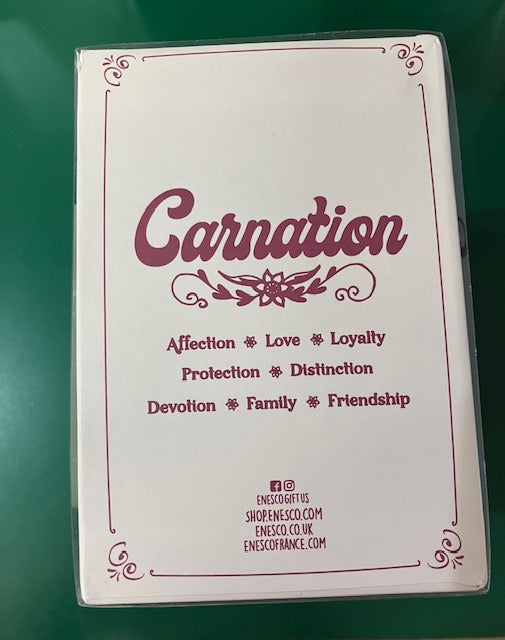 Carnation
Affection Love Loyalty
Protection Distinction
Devotion Family Friendship
ENESCOGIFTUS
SHOP.ENESCO.COM
ENESCO.CO.UK
ENESCOFRANCE.COM